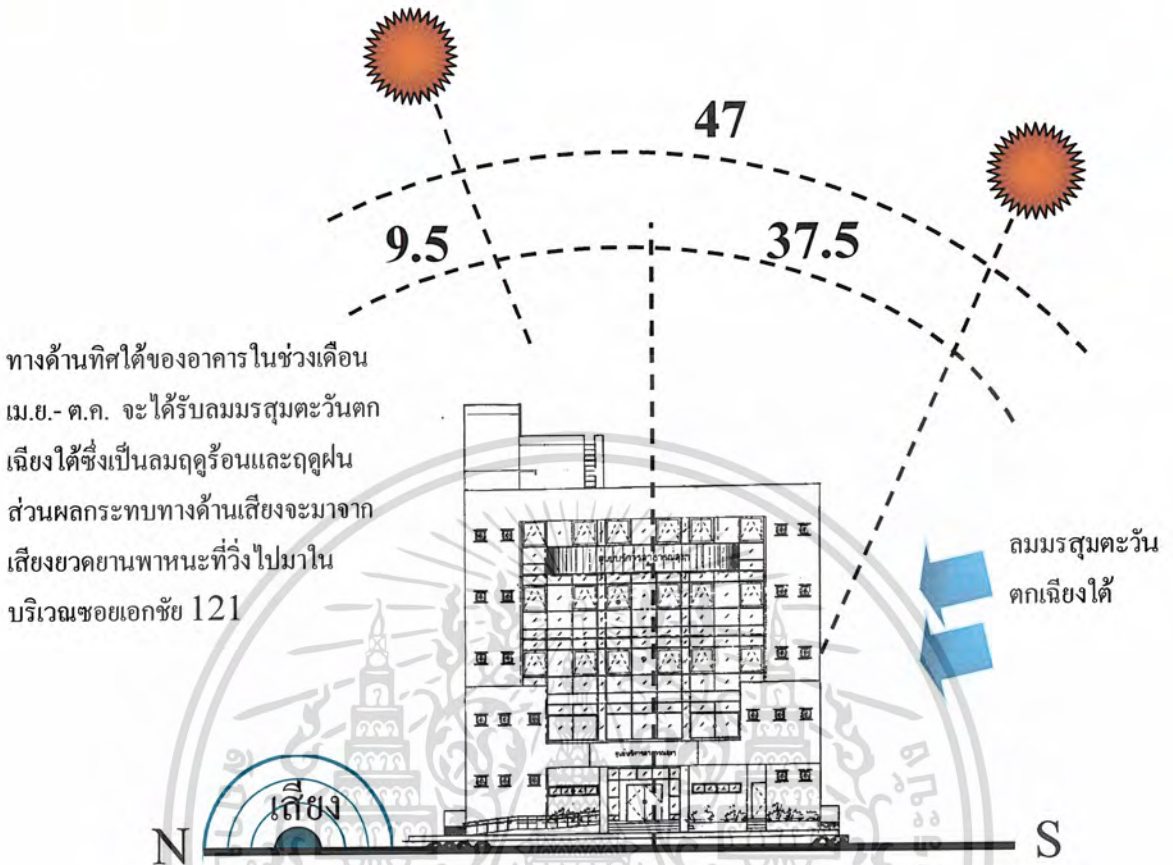 47
9.5
37.5
ทางด้านทิศใต้ของอาคารในช่วงเดือน
เม.ย.- ต.ค. จะได้รับลมมรสุมตะวันตก
เฉียงใต้ซึ่งเป็นลมฤดูร้อนและฤดูฝน
ส่วนผลกระทบทางด้านเสียงจะมาจาก
เสียงยวดยานพาหนะที่วิ่งไปมาใน
บริเวณซอยเอกชัย 121
ลมมรสุมตะวัน
ตกเฉียงใต้
เสียง
N
S